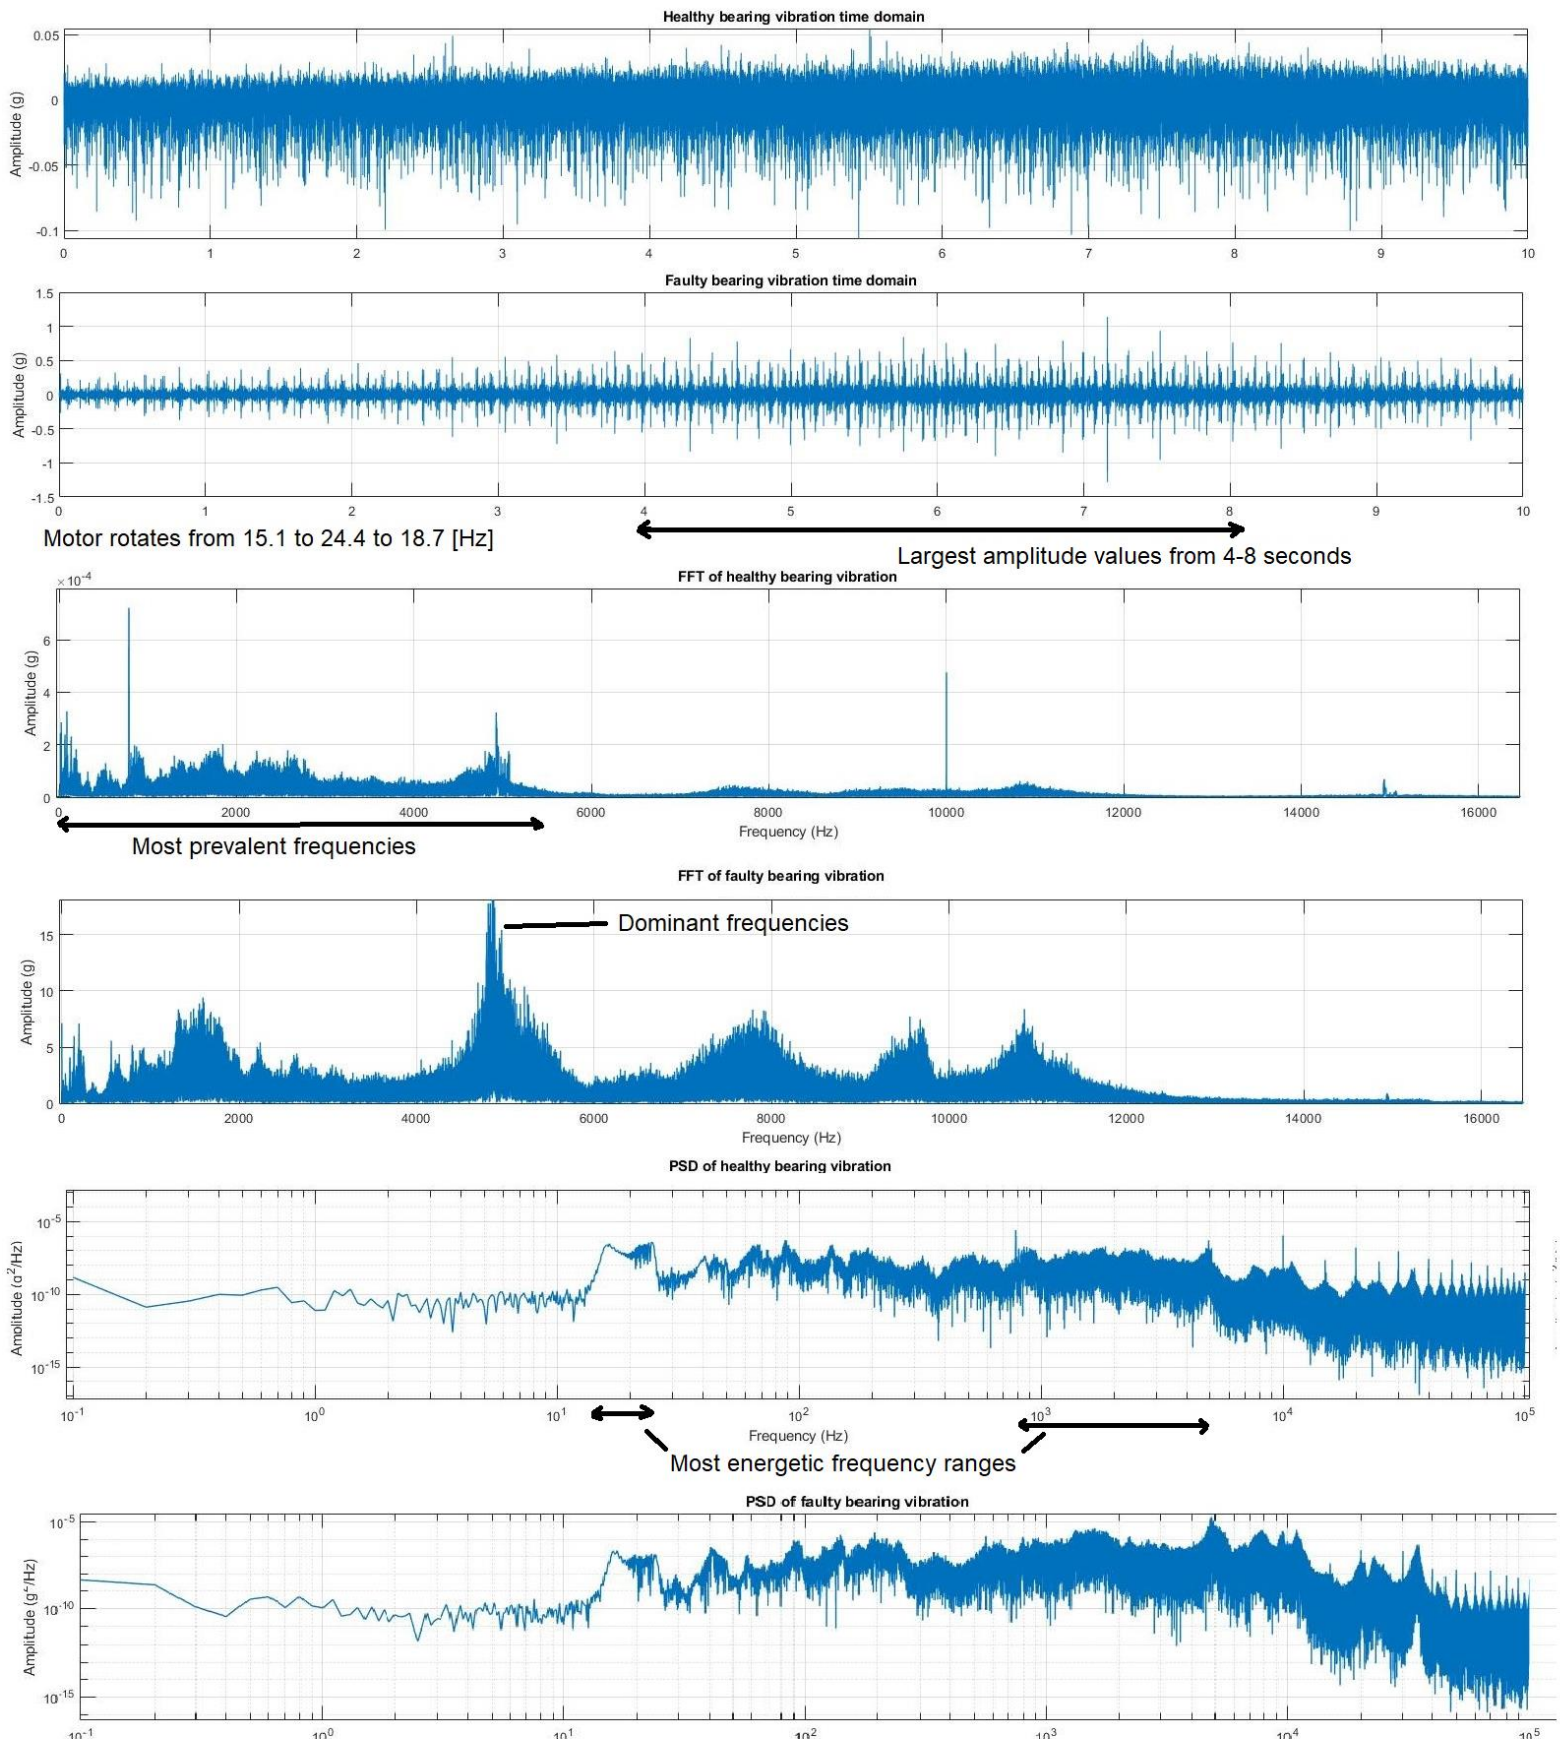 Healthy bearing vibration time domain
Amplitude (g)
0.05
0
-0.05
-0.1
0 1 2 3 4 5 6 7 8 9 10
Faulty bearing vibration time domain
Amplitude (g)
1.5
1
0.5
0
-0.5
-1
-1.5
0 1 2 3 4 5 6 7 8 9 10
Motor rotates from 15.1 to 24.4 to 18.7 [Hz]
Largest amplitude values from 4-8 seconds
×10⁻⁴
FFT of healthy bearing vibration
Amplitude (g)
6
4
2
0
0 2000 4000 6000 8000 10000 12000 14000 16000
Frequency (Hz)
Most prevalent frequencies
FFT of faulty bearing vibration
Dominant frequencies
Amplitude (g)
15
10
5
0
0 2000 4000 6000 8000 10000 12000 14000 16000
Frequency (Hz)
PSD of healthy bearing vibration
Amplitude (g²/Hz)
10⁻⁵
10⁻¹⁰
10⁻¹⁵
10⁻¹ 10⁰ 10¹ 10² 10³ 10⁴ 10⁵
Frequency (Hz)
Most energetic frequency ranges
PSD of faulty bearing vibration
Amplitude (g²/Hz)
10⁻⁵
10⁻¹⁰
10⁻¹⁵
10⁻¹ 10⁰ 10¹ 10² 10³ 10⁴ 10⁵